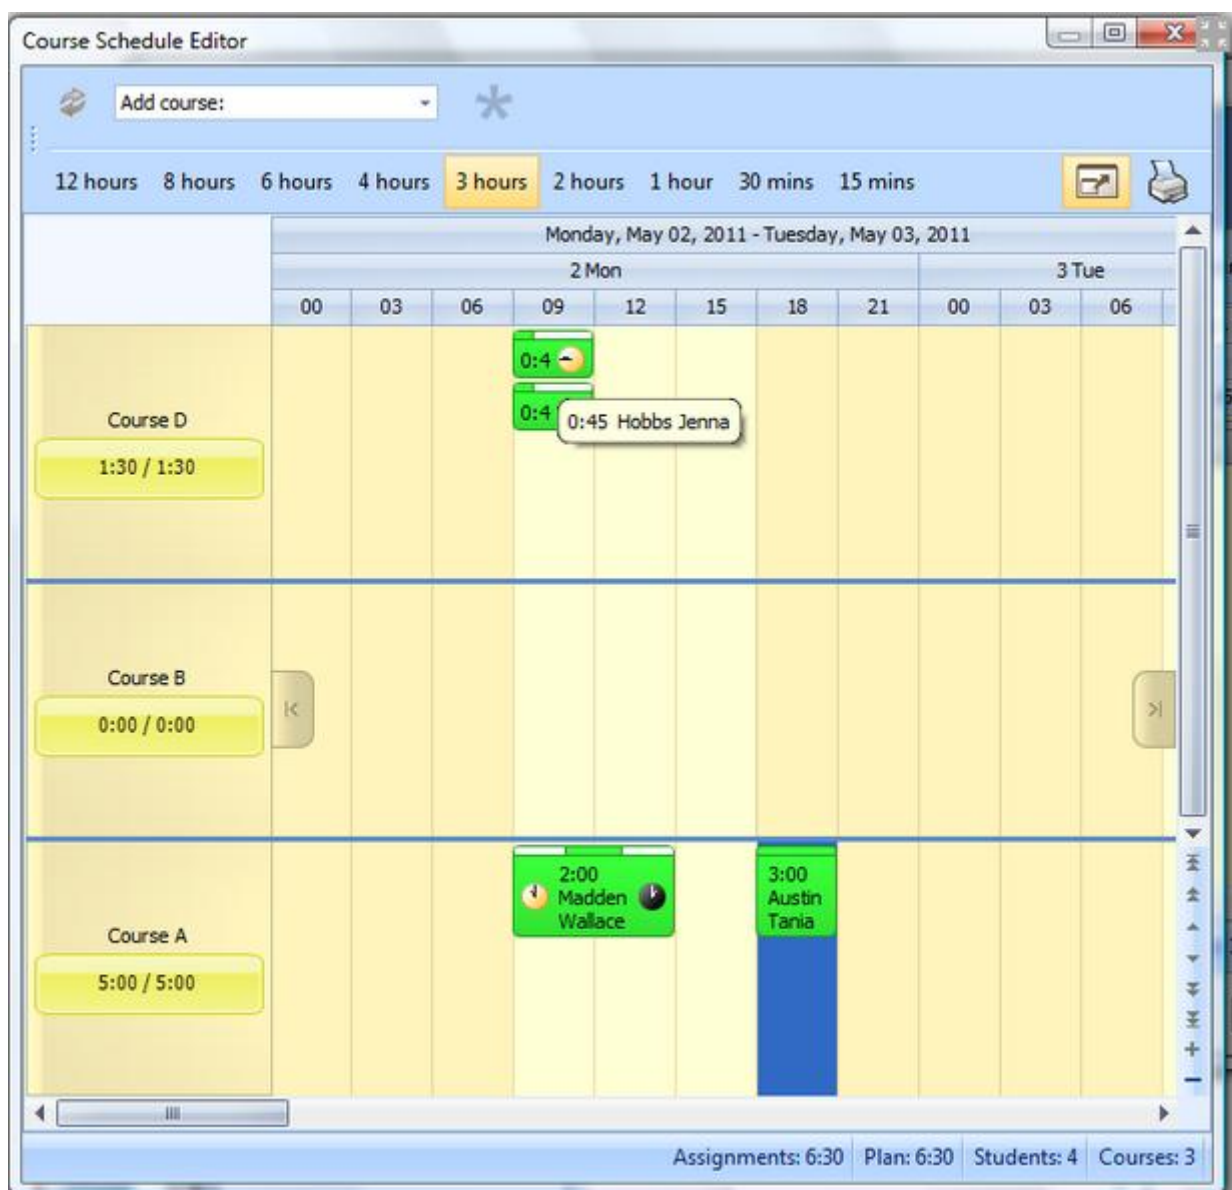 Course Schedule Editor
Add course:
12 hours 8 hours 6 hours 4 hours 3 hours 2 hours 1 hour 30 mins 15 mins
Monday, May 02, 2011 - Tuesday, May 03, 2011
2 Mon 3 Tue
00 03 06 09 12 15 18 21 00 03 06
0:4
Course D
0:4
0:45 Hobbs Jenna
1:30 / 1:30
Course B
0:00 / 0:00
2:00
Madden
Wallace
3:00
Austin
Tania
Course A
5:00 / 5:00
Assignments: 6:30 Plan: 6:30 Students: 4 Courses: 3